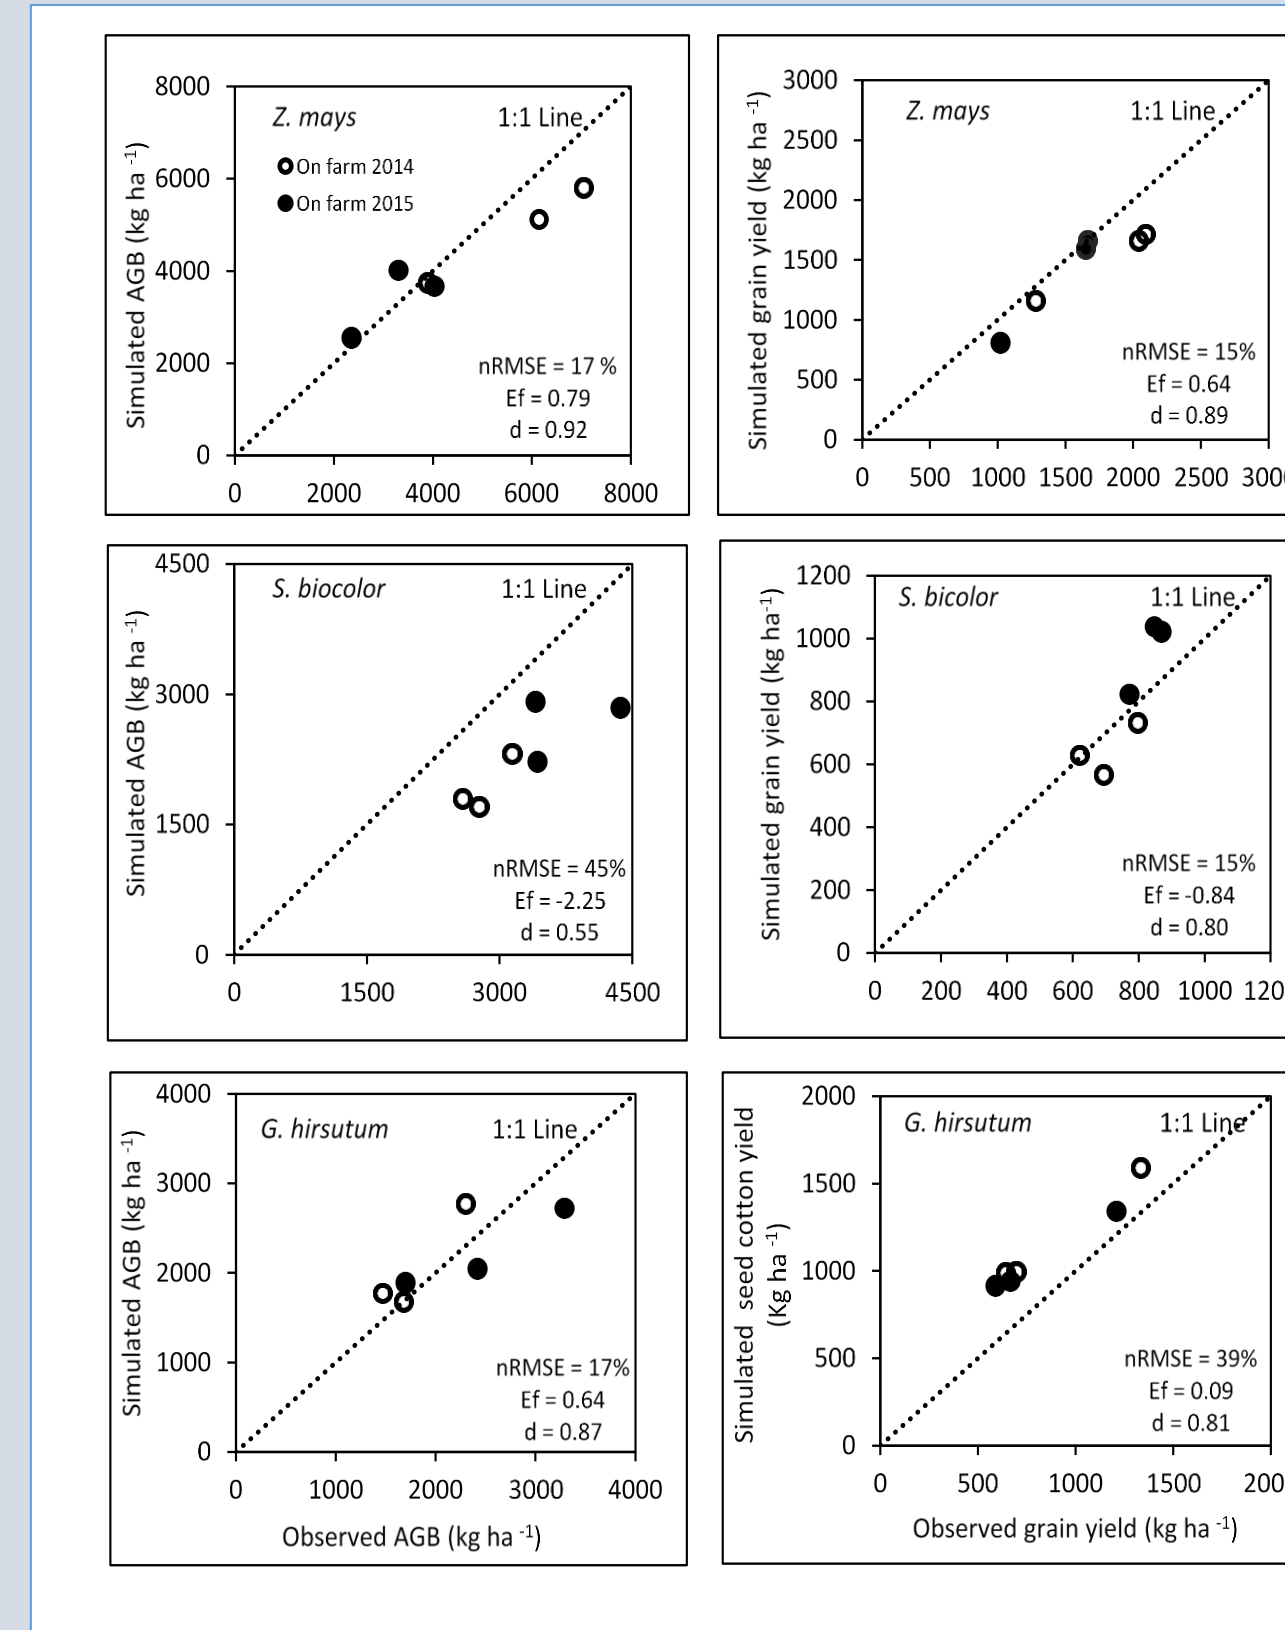 8000
6000
4000
2000
0
Simulated AGB (kg ha -1)
Z. mays
1:1 Line
On farm 2014
On farm 2015
nRMSE = 17 %
Ef = 0.79
d = 0.92
0 2000 4000 6000 8000
3000
2500
2000
1500
1000
500
0
Simulated grain yield (kg ha -1)
Z. mays
1:1 Line
nRMSE = 15%
Ef = 0.64
d = 0.89
0 500 1000 1500 2000 2500 300
4500
3000
1500
0
Simulated AGB (kg ha -1)
S. biocolor
1:1 Line
nRMSE = 45%
Ef = -2.25
d = 0.55
0 1500 3000 4500
1200
1000
800
600
400
200
0
Simulated grain yield (kg ha-1)
S. bicolor
1:1 Line
nRMSE = 15%
Ef = -0.84
d = 0.80
0 200 400 600 800 1000 120
4000
3000
2000
1000
0
Simulated AGB (kg ha -1)
G. hirsutum
1:1 Line
nRMSE = 17%
Ef = 0.64
d = 0.87
0 1000 2000 3000 4000
Observed AGB (kg ha -1)
2000
1500
1000
500
0
Simulated seed cotton yield
(Kg ha -1)
G. hirsutum
1:1 Line
nRMSE = 39%
Ef = 0.09
d = 0.81
0 500 1000 1500 200
Observed grain yield (kg ha -1)